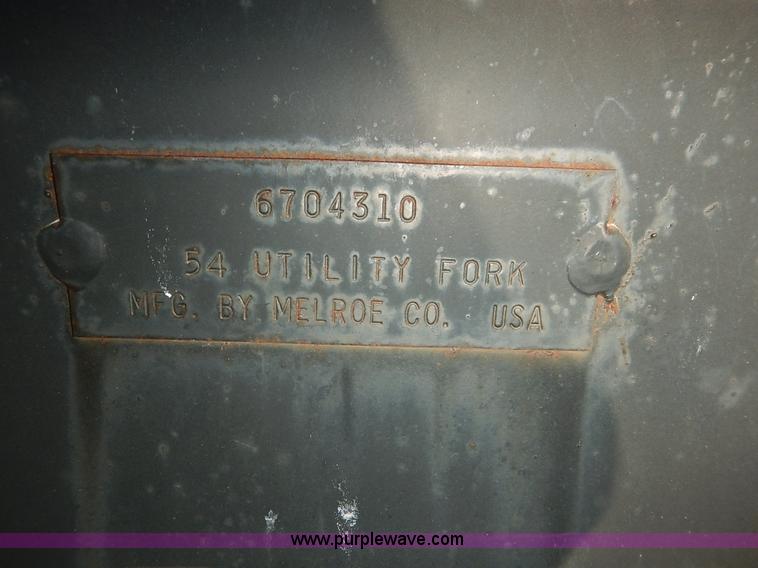 6704310
54 UTILITY FORK
MFG. BY MELROE CO. USA
www.purplewave.com